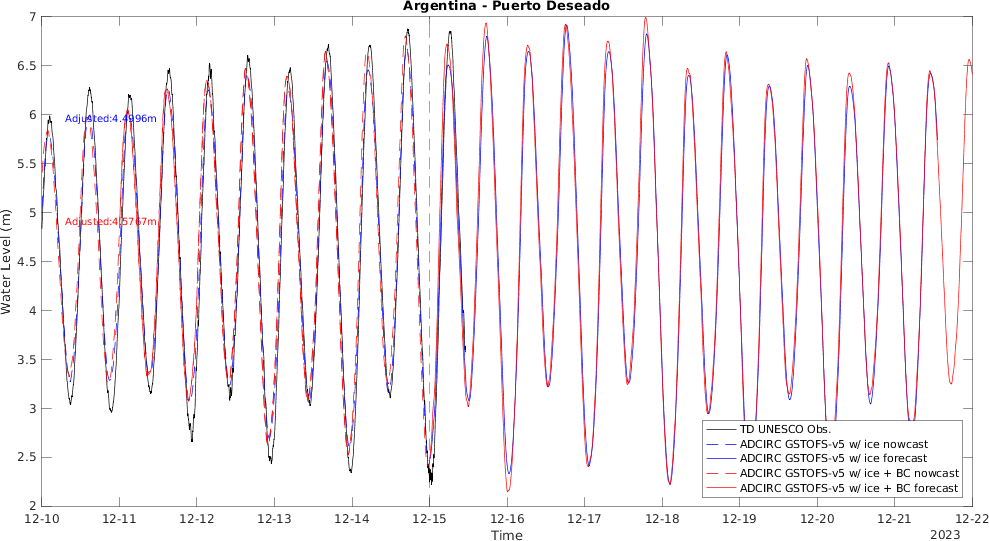 Argentina - Puerto Deseado
7
6.5
6
5.5
5
4.5
4
3.5
3
2.5
2
Water Level (m)
Adjusted:4.4996m
Adjusted:4.5767m
TD UNESCO Obs.
ADCIRC GSTOFS-v5 w/ ice nowcast
ADCIRC GSTOFS-v5 w/ ice forecast
ADCIRC GSTOFS-v5 w/ ice + BC nowcast
ADCIRC GSTOFS-v5 w/ ice + BC forecast
12-10 12-11 12-12 12-13 12-14 12-15 12-16 12-17 12-18 12-19 12-20 12-21 12-22
Time
2023